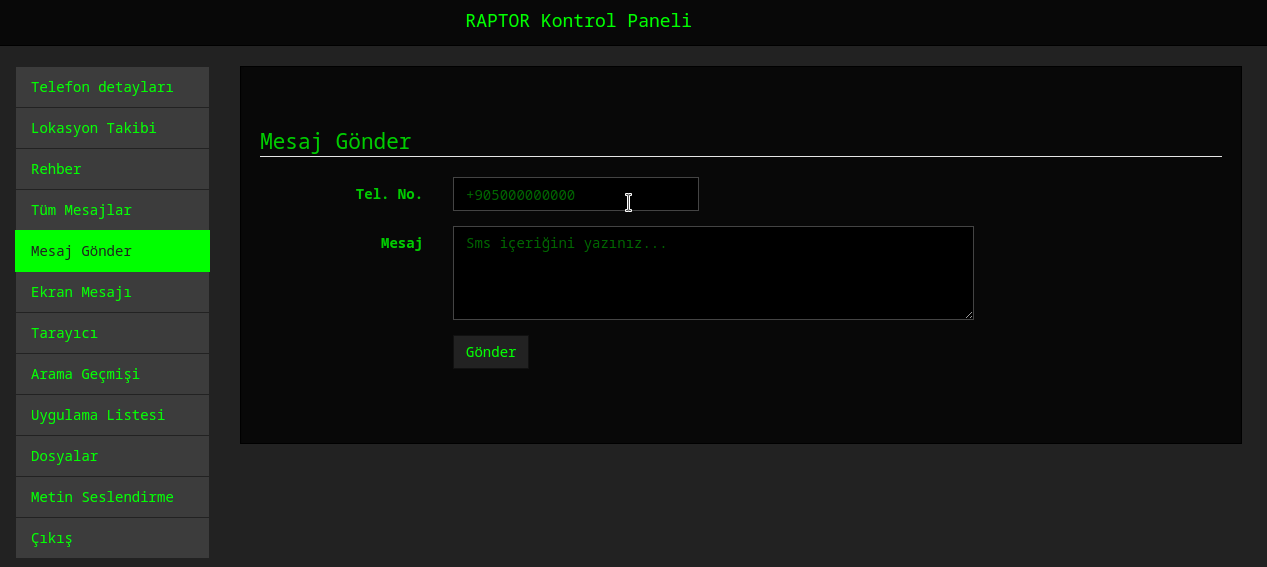 RAPTOR Kontrol Paneli
Telefon detayları
Lokasyon Takibi
Rehber
Tüm Mesajlar
Mesaj Gönder
Ekran Mesajı
Tarayıcı
Arama Geçmişi
Uygulama Listesi
Dosyalar
Metin Seslendirme
Çıkış
Mesaj Gönder
Tel. No.
+905000000000
Mesaj
Sms içeriğini yazınız...
Gönder